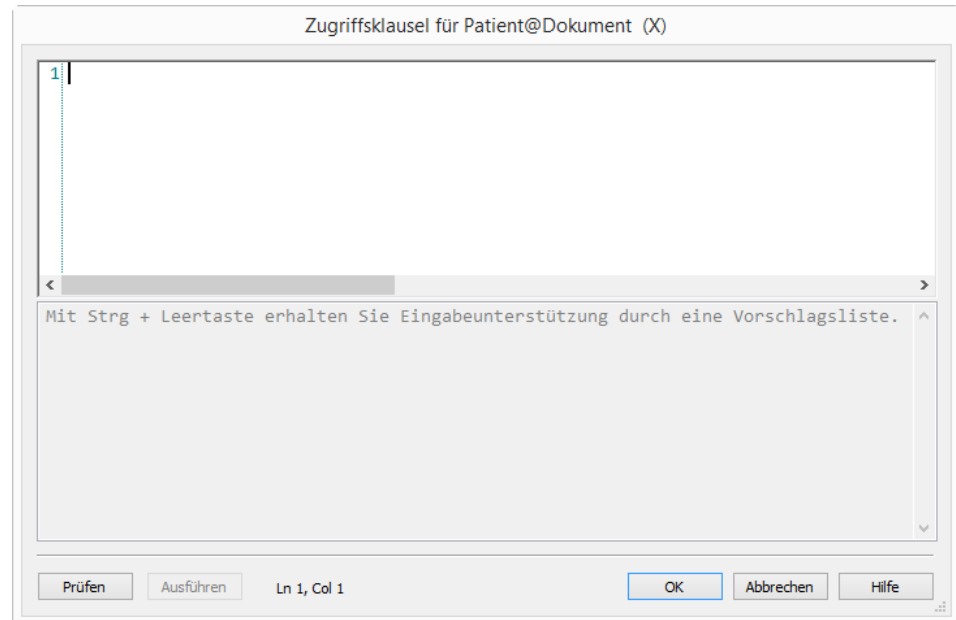 Zugriffsklausel für Patient@Dokument (X)
1
Mit Strg + Leertaste erhalten Sie Eingabeunterstützung durch eine Vorschlagsliste.
Prüfen Ausführen Ln 1, Col 1 OK Abbrechen Hilfe